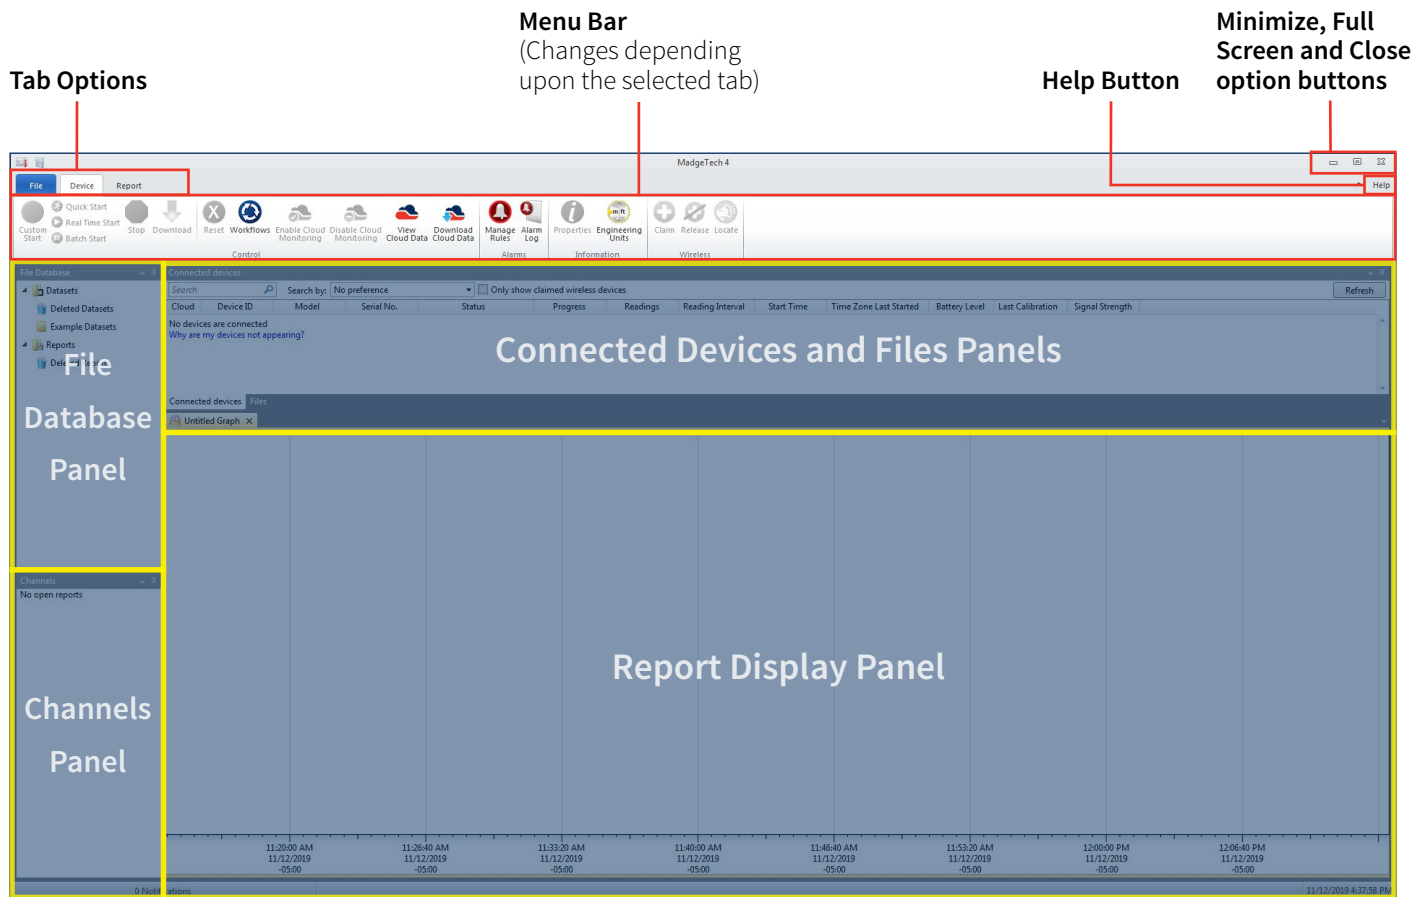 Menu Bar
(Changes depending
upon the selected tab)
Minimize, Full
Screen and Close
option buttons
Tab Options
Help Button
MadgeTech 4
File Device Report
Help
Custom Start
Quick Start
Real Time Start
Batch Start
Stop
Download
Reset
Workflows
Enable Cloud Monitoring
Disable Cloud Monitoring
View Cloud Data
Download Cloud Data
Control
Manage Rules
Alarm Log
Alarms
Properties
Engineering Units
Information
Claim
Release
Locate
Wireless
File Database
Datasets
Deleted Datasets
Example Datasets
Reports
File
Database
Panel
Connected devices
Search
Search by: No preference
Only show claimed wireless devices
Refresh
Cloud Device ID Model Serial No. Status Progress Readings Reading Interval Start Time Time Zone Last Started Battery Level Last Calibration Signal Strength
No devices are connected
Why are my devices not appearing?
Connected Devices and Files Panels
Connected devices Files
Untitled Graph
Channels
No open reports
Channels
Panel
Report Display Panel
11:20:00 AM 11:26:40 AM 11:33:20 AM 11:40:00 AM 11:46:40 AM 11:53:20 AM 12:00:00 PM 12:06:40 PM
11/12/2019 11/12/2019 11/12/2019 11/12/2019 11/12/2019 11/12/2019 11/12/2019 11/12/2019
-05:00 -05:00 -05:00 -05:00 -05:00 -05:00 -05:00 -05:00
0 Notifications
11/12/2019 4:37:58 PM